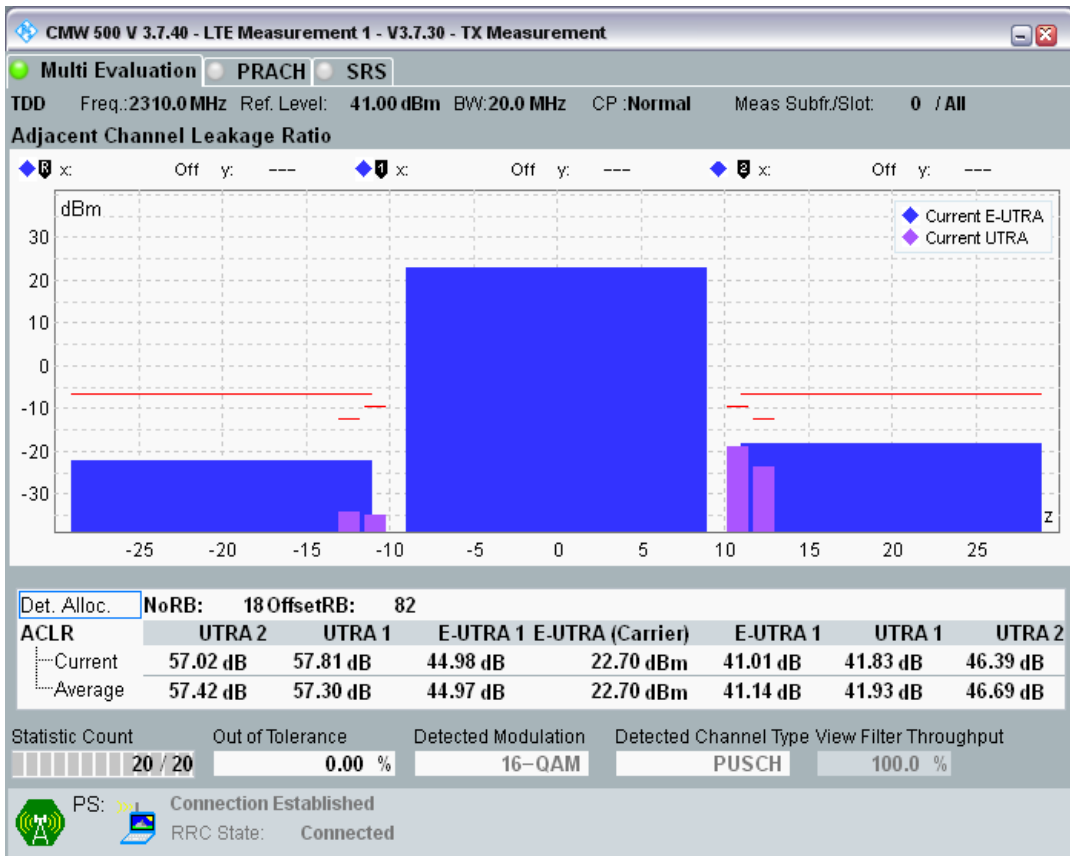 CMW 500 V 3.7.40 - LTE Measurement 1 - V3.7.30 - TX Measurement
Multi Evaluation PRACH SRS
TDD Freq.:2310.0 MHz Ref. Level: 41.00 dBm BW:20.0 MHz CP :Normal Meas Subfr./Slot: 0 / All
Adjacent Channel Leakage Ratio
R x: Off y: --- 1 x: Off y: --- 2 x: Off y: ---
dBm
Current E-UTRA
Current UTRA
30
20
10
0
-10
-20
-30
z
-25 -20 -15 -10 -5 0 5 10 15 20 25
Det. Alloc. NoRB: 18 OffsetRB: 82
ACLR UTRA 2 UTRA 1 E-UTRA 1 E-UTRA (Carrier) E-UTRA 1 UTRA 1 UTRA 2
Current 57.02 dB 57.81 dB 44.98 dB 22.70 dBm 41.01 dB 41.83 dB 46.39 dB
Average 57.42 dB 57.30 dB 44.97 dB 22.70 dBm 41.14 dB 41.93 dB 46.69 dB
Statistic Count Out of Tolerance Detected Modulation Detected Channel Type View Filter Throughput
20 / 20 0.00 % 16-QAM PUSCH 100.0 %
PS: Connection Established
RRC State: Connected